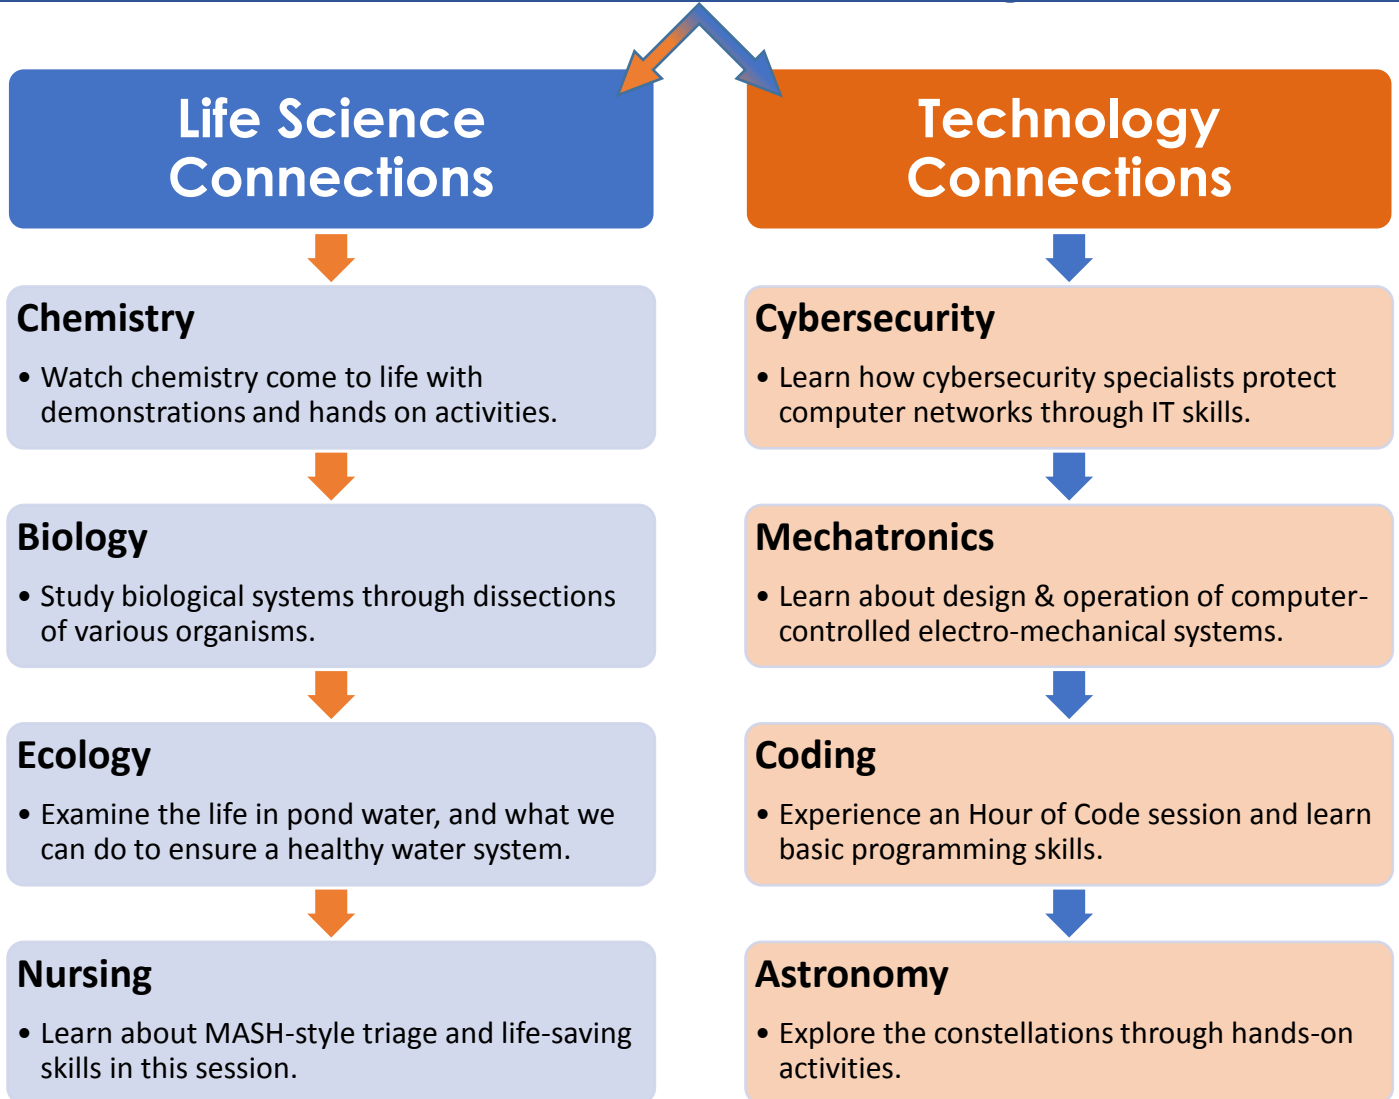 Life Science
Connections
Chemistry
• Watch chemistry come to life with
demonstrations and hands on activities.
Biology
• Study biological systems through dissections
of various organisms.
Ecology
• Examine the life in pond water, and what we
can do to ensure a healthy water system.
Nursing
• Learn about MASH-style triage and life-saving
skills in this session.
Technology
Connections
Cybersecurity
• Learn how cybersecurity specialists protect
computer networks through IT skills.
Mechatronics
• Learn about design & operation of computer-
controlled electro-mechanical systems.
Coding
• Experience an Hour of Code session and learn
basic programming skills.
Astronomy
• Explore the constellations through hands-on
activities.